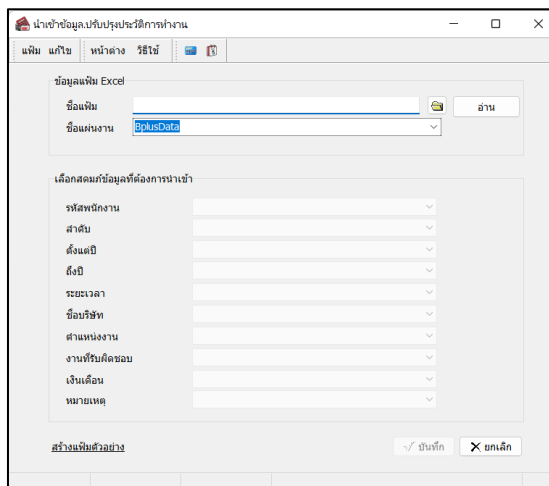 นำเข้าข้อมูล.ปรับปรุงประวัติการทำงาน
แฟ้ม แก้ไข หน้าต่าง วิธีใช้
ข้อมูลแฟ้ม Excel
ชื่อแฟ้ม อ่าน
ชื่อแผ่นงาน BplusData
เลือกสดมภ์ข้อมูลที่ต้องการนำเข้า
รหัสพนักงาน
ลำดับ
ตั้งแต่ปี
ถึงปี
ระยะเวลา
ชื่อบริษัท
ตำแหน่งงาน
งานที่รับผิดชอบ
เงินเดือน
หมายเหตุ
สร้างแฟ้มตัวอย่าง บันทึก ยกเลิก